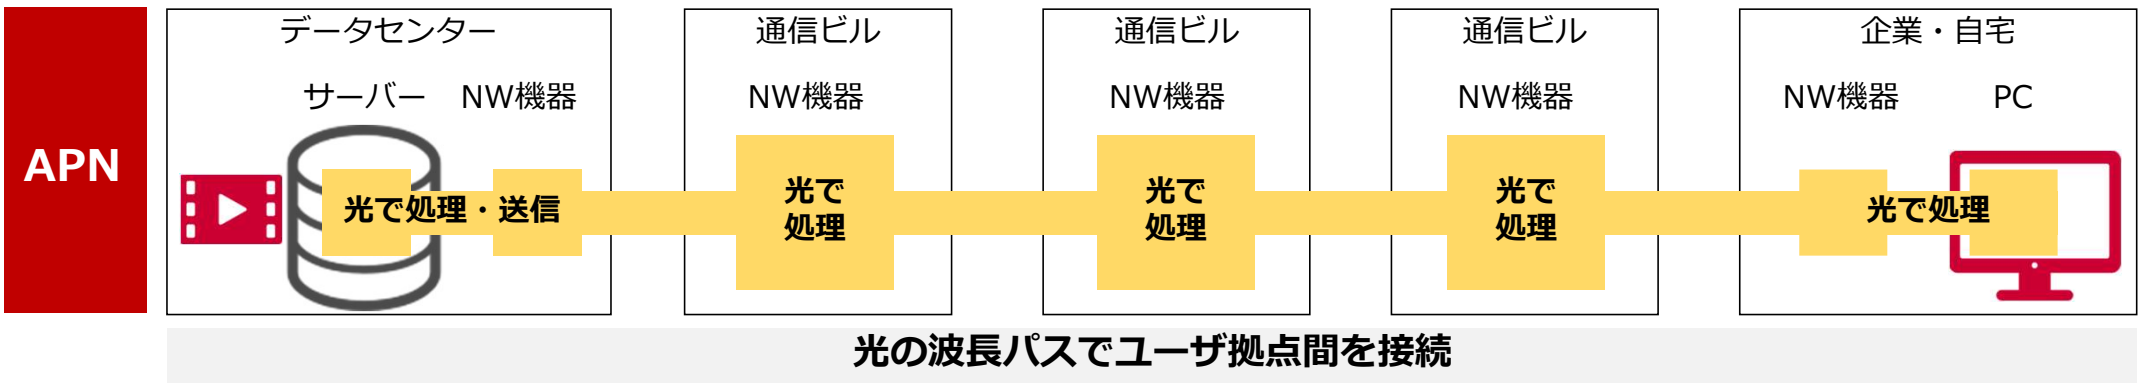 APN
データセンター
サーバー NW機器
光で処理・送信
通信ビル
NW機器
光で
処理
通信ビル
NW機器
光で
処理
通信ビル
NW機器
光で
処理
企業・自宅
NW機器 PC
光で処理
光の波長パスでユーザ拠点間を接続